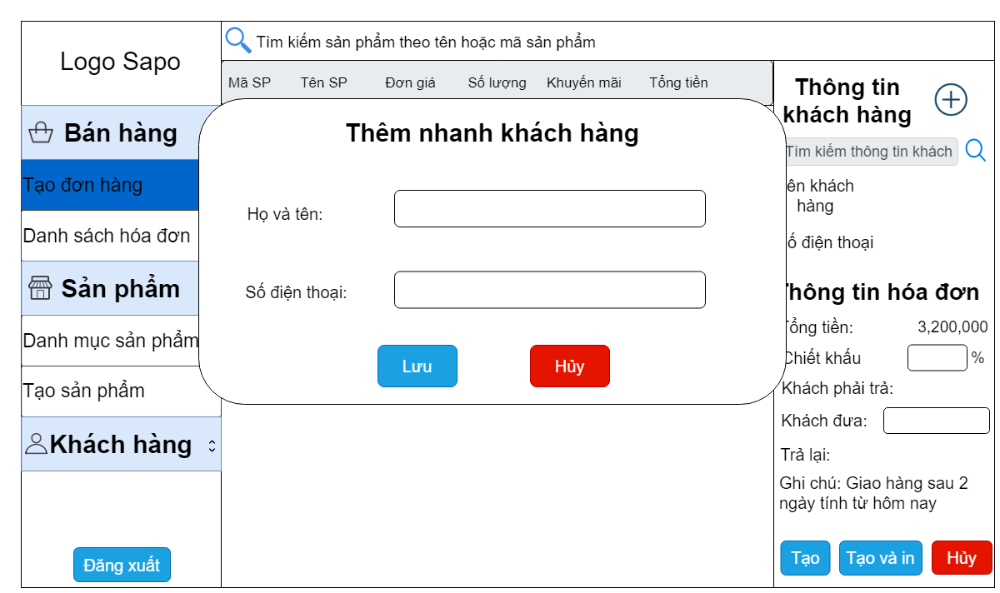 Logo Sapo
Tìm kiếm sản phẩm theo tên hoặc mã sản phẩm
Mã SP Tên SP Đơn giá Số lượng Khuyến mãi Tổng tiền
Bán hàng
Tạo đơn hàng
Danh sách hóa đơn
Sản phẩm
Danh mục sản phẩm
Tạo sản phẩm
Khách hàng
Đăng xuất
Thêm nhanh khách hàng
Họ và tên:
Số điện thoại:
Lưu Hủy
Thông tin
khách hàng
Tìm kiếm thông tin khách
ên khách
hàng
ố điện thoại
Thông tin hóa đơn
Tổng tiền: 3,200,000
Chiết khấu %
Khách phải trả:
Khách đưa:
Trả lại:
Ghi chú: Giao hàng sau 2
ngày tính từ hôm nay
Tạo Tạo và in Hủy